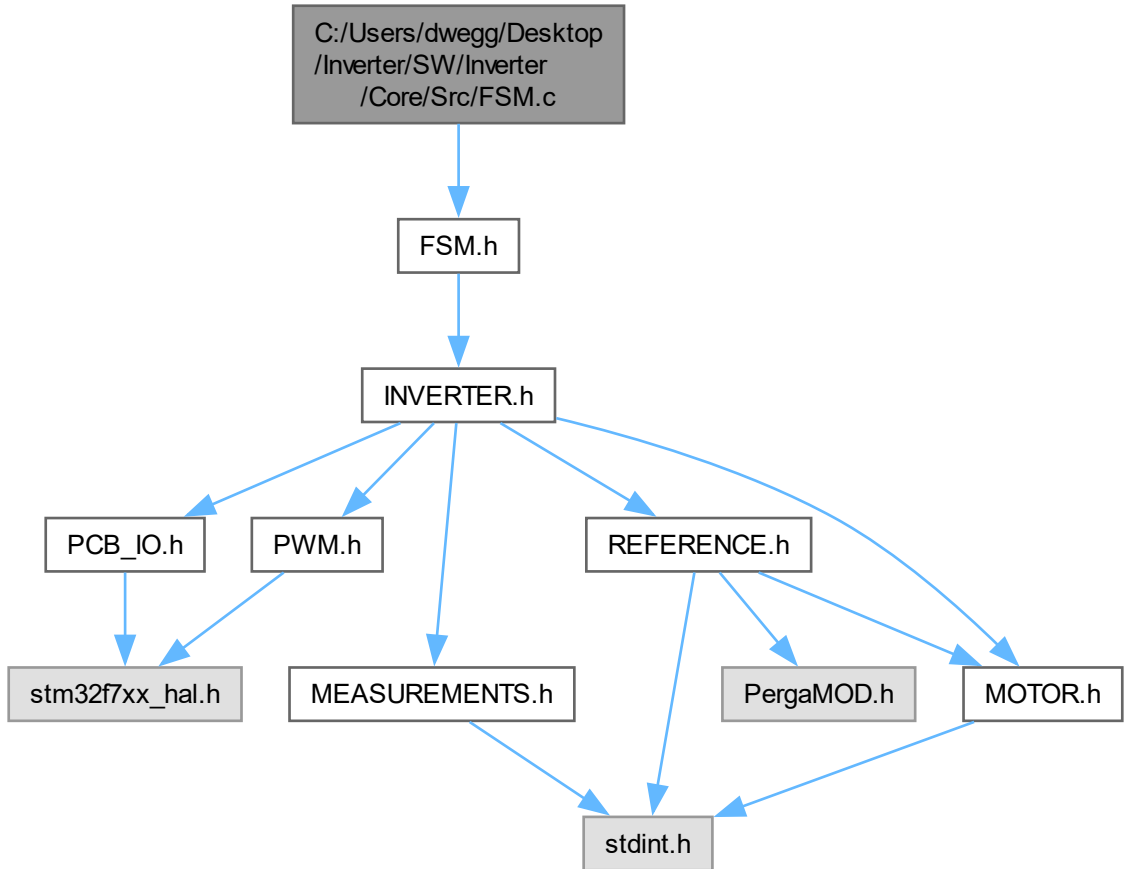 C:/Users/dwegg/Desktop
/Inverter/SW/Inverter
/Core/Src/FSM.c
FSM.h
INVERTER.h
PCB_IO.h
PWM.h
REFERENCE.h
stm32f7xx_hal.h
MEASUREMENTS.h
PergaMOD.h
MOTOR.h
stdint.h